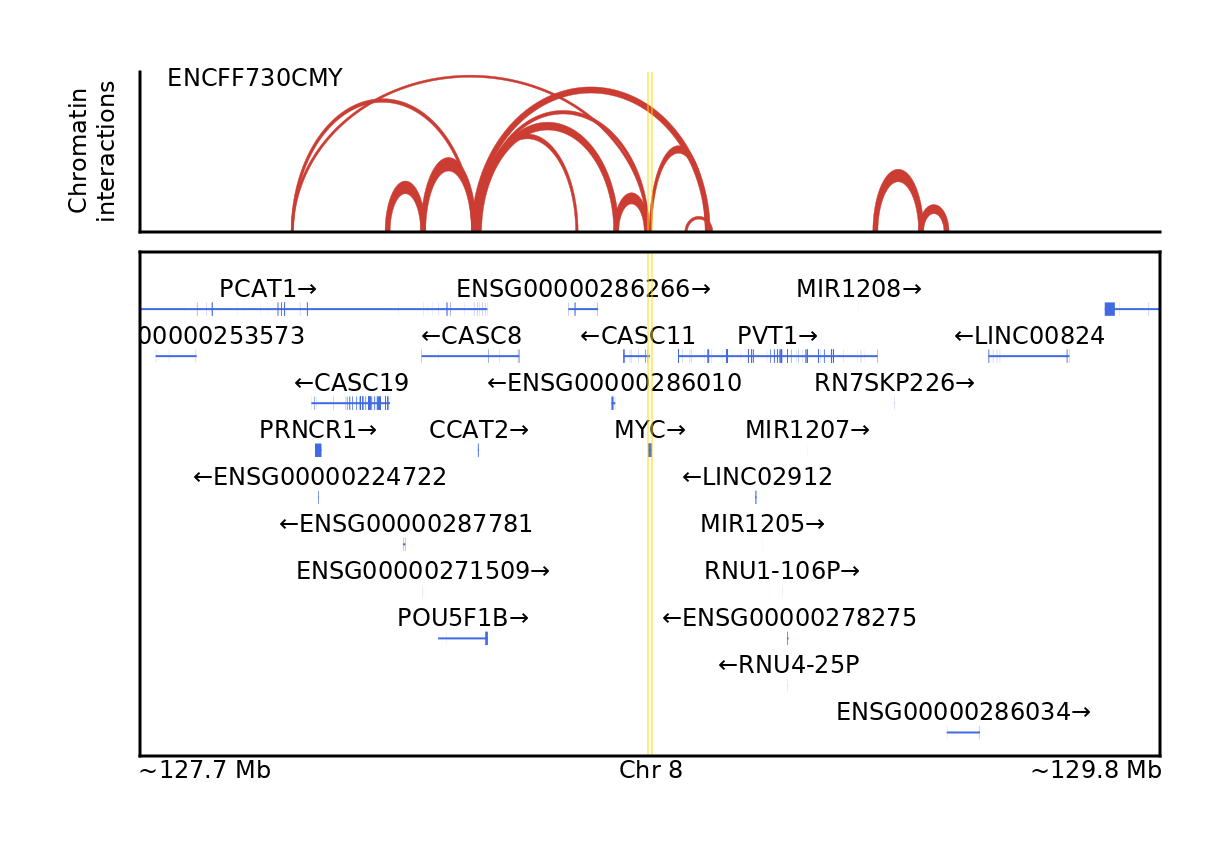 ENCFF730CMY
Chromatin
interactions
PCAT1→ ENSG00000286266→ MIR1208→
00000253573 ←CASC8 ←CASC11 PVT1→ ←LINC00824
←CASC19 ←ENSG00000286010 RN7SKP226→
PRNCR1→ CCAT2→ MYC→ MIR1207→
←ENSG00000224722 ←LINC02912
←ENSG00000287781 MIR1205→
ENSG00000271509→ RNU1-106P→
POU5F1B→ ←ENSG00000278275
←RNU4-25P
ENSG00000286034→
~127.7 Mb Chr 8 ~129.8 Mb